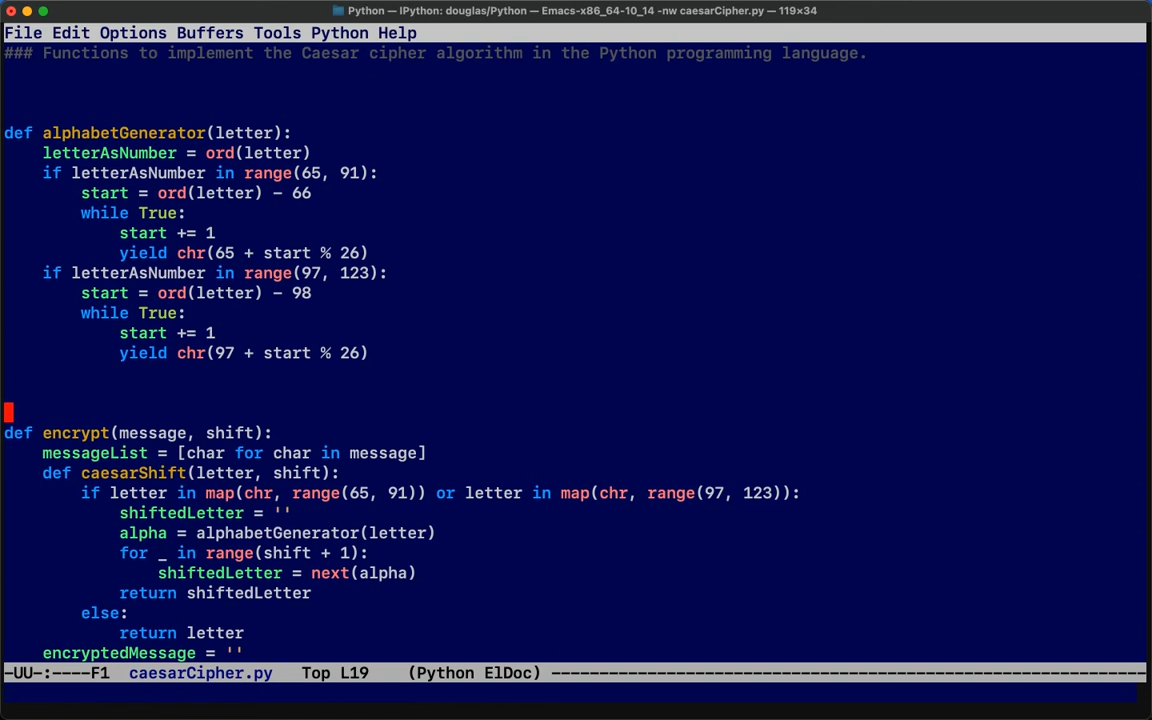 Python — IPython: douglas/Python — Emacs-x86_64-10_14 -nw caesarCipher.py — 119×34
File Edit Options Buffers Tools Python Help
### Functions to implement the Caesar cipher algorithm in the Python programming language.
def alphabetGenerator(letter):
    letterAsNumber = ord(letter)
    if letterAsNumber in range(65, 91):
        start = ord(letter) - 66
        while True:
            start += 1
            yield chr(65 + start % 26)
    if letterAsNumber in range(97, 123):
        start = ord(letter) - 98
        while True:
            start += 1
            yield chr(97 + start % 26)
def encrypt(message, shift):
    messageList = [char for char in message]
    def caesarShift(letter, shift):
        if letter in map(chr, range(65, 91)) or letter in map(chr, range(97, 123)):
            shiftedLetter = ''
            alpha = alphabetGenerator(letter)
            for _ in range(shift + 1):
                shiftedLetter = next(alpha)
            return shiftedLetter
        else:
            return letter
    encryptedMessage = ''
-UU-:----F1  caesarCipher.py   Top L19    (Python ElDoc) --------------------------------------------------------------